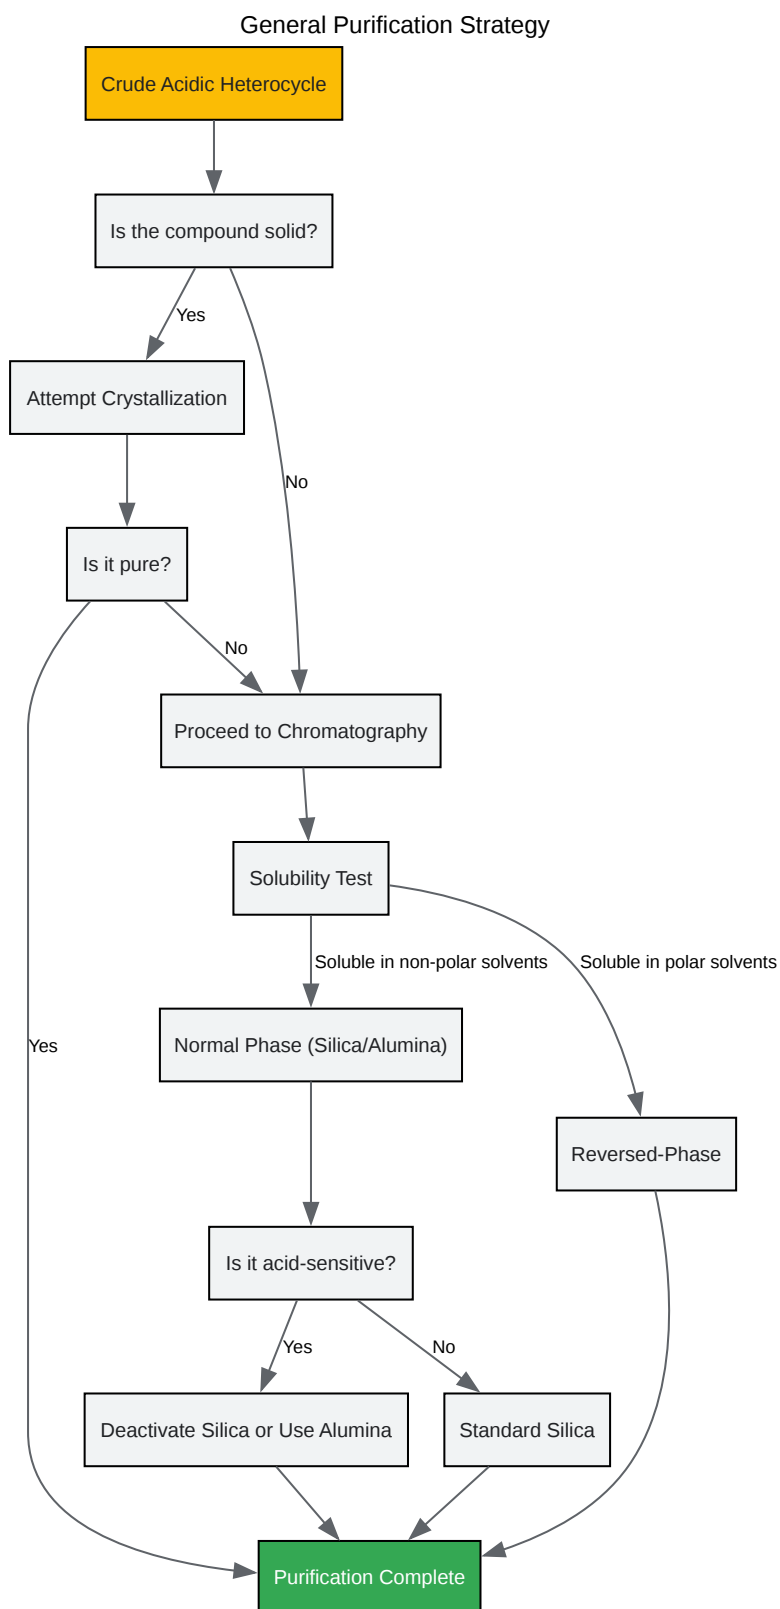 General Purification Strategy
Crude Acidic Heterocycle
Is the compound solid?
Yes
Attempt Crystallization
No
Is it pure?
No
Proceed to Chromatography
Solubility Test
Soluble in non-polar solvents
Soluble in polar solvents
Yes
Normal Phase (Silica/Alumina)
Reversed-Phase
Is it acid-sensitive?
Yes
No
Deactivate Silica or Use Alumina
Standard Silica
Purification Complete